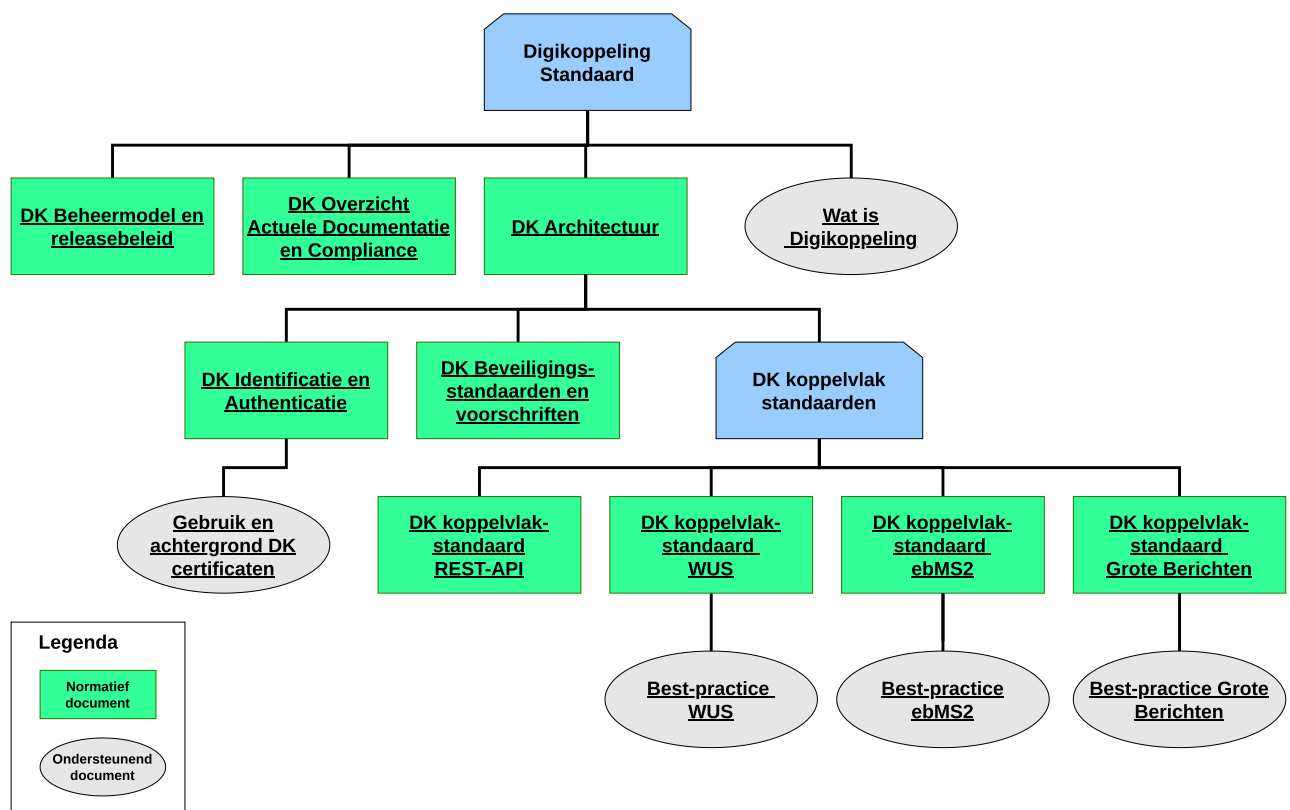 Digikoppeling
Standaard
DK Beheermodel en
releasebeleid
DK Overzicht
Actuele Documentatie
en Compliance
DK Architectuur
Wat is
Digikoppeling
DK Identificatie en
Authenticatie
DK Beveiligings-
standaarden en
voorschriften
DK koppelvlak
standaarden
Gebruik en
achtergrond DK
certificaten
DK koppelvlak-
standaard
REST-API
DK koppelvlak-
standaard
WUS
DK koppelvlak-
standaard
ebMS2
DK koppelvlak-
standaard
Grote Berichten
Best-practice
WUS
Best-practice
ebMS2
Best-practice Grote
Berichten
Legenda
Normatief
document
Ondersteunend
document